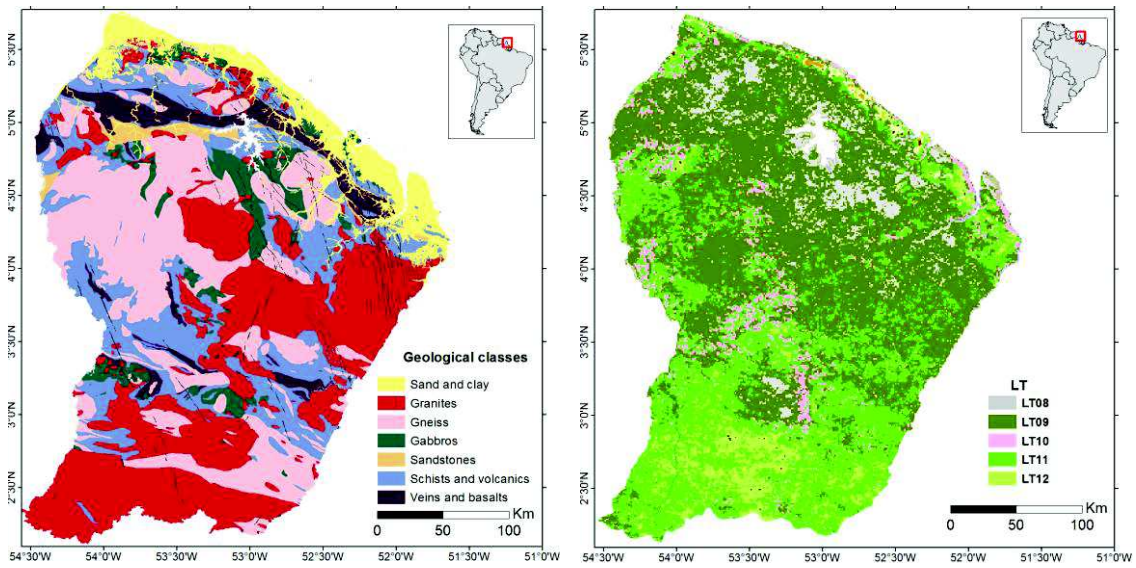 5°30'N
5°0'N
4°30'N
4°0'N
3°30'N
3°0'N
2°30'N
Geological classes
Sand and clay
Granites
Gneiss
Gabbros
Sandstones
Schists and volcanics
Veins and basalts
Km
0 50 100
54°30'W 54°0'W 53°30'W 53°0'W 52°30'W 52°0'W 51°30'W 51°0'W
4°30'N
4°0'N
3°30'N
3°0'N
2°30'N
LT
LT08
LT09
LT10
LT11
LT12
Km
0 50 100
54°30'W 54°0'W 53°30'W 53°0'W 52°30'W 52°0'W 51°30'W 51°0'W